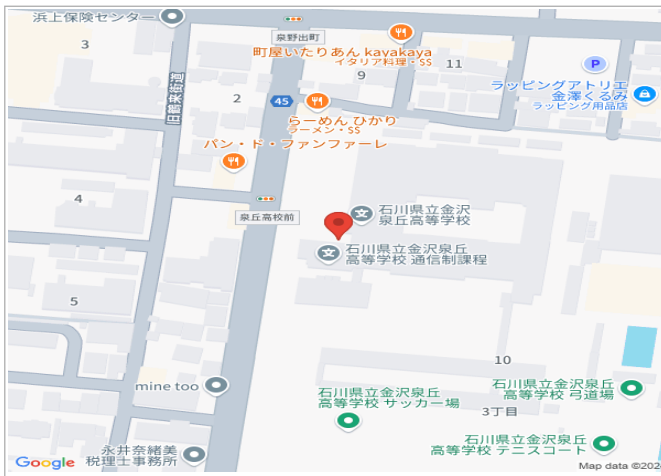 浜上保険センター
泉野出町
3
町屋いたりあん kayakaya
イタリア料理・SS
9
11
P
ラッピングアトリエ
金澤くるみ
ラッピング用品店
旧鶴来街道
2
45
らーめん ひかり
ラーメン・SS
パン・ド・ファンファーレ
4
泉丘高校前
石川県立金沢
泉丘高等学校
石川県立金沢泉丘
高等学校 通信制課程
5
10
mine too
石川県立金沢泉丘
高等学校 サッカー場
石川県立金沢泉丘
高等学校 弓道場
3丁目
永井奈緒美
税理士事務所
石川県立金沢泉丘
高等学校 テニスコート
Google
Map data ©202